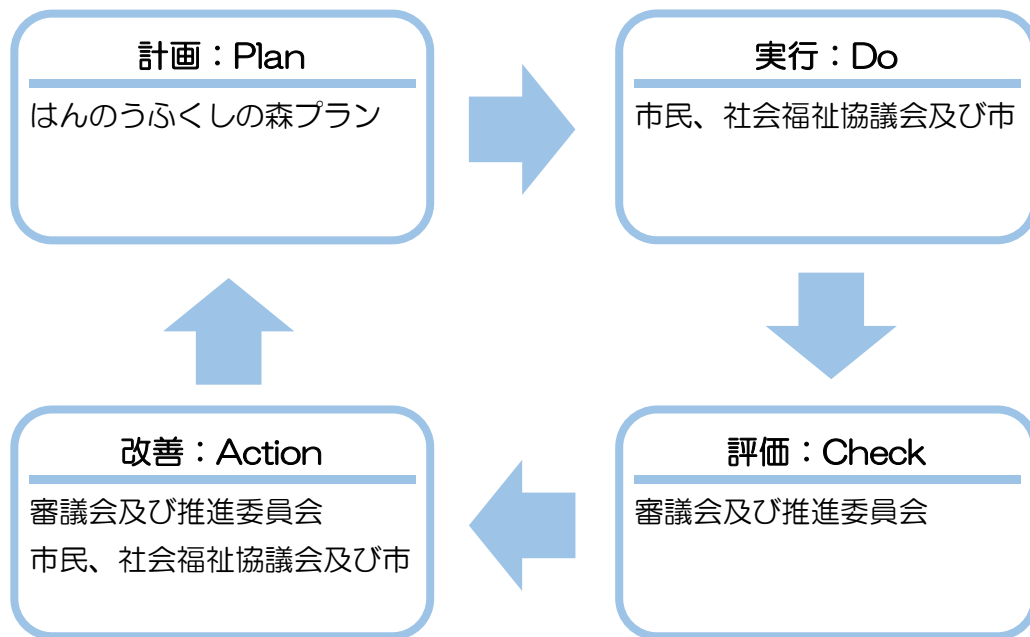 計画：Plan
はんのうふくしの森プラン
実行：Do
市民、社会福祉協議会及び市
評価：Check
審議会及び推進委員会
改善：Action
審議会及び推進委員会
市民、社会福祉協議会及び市